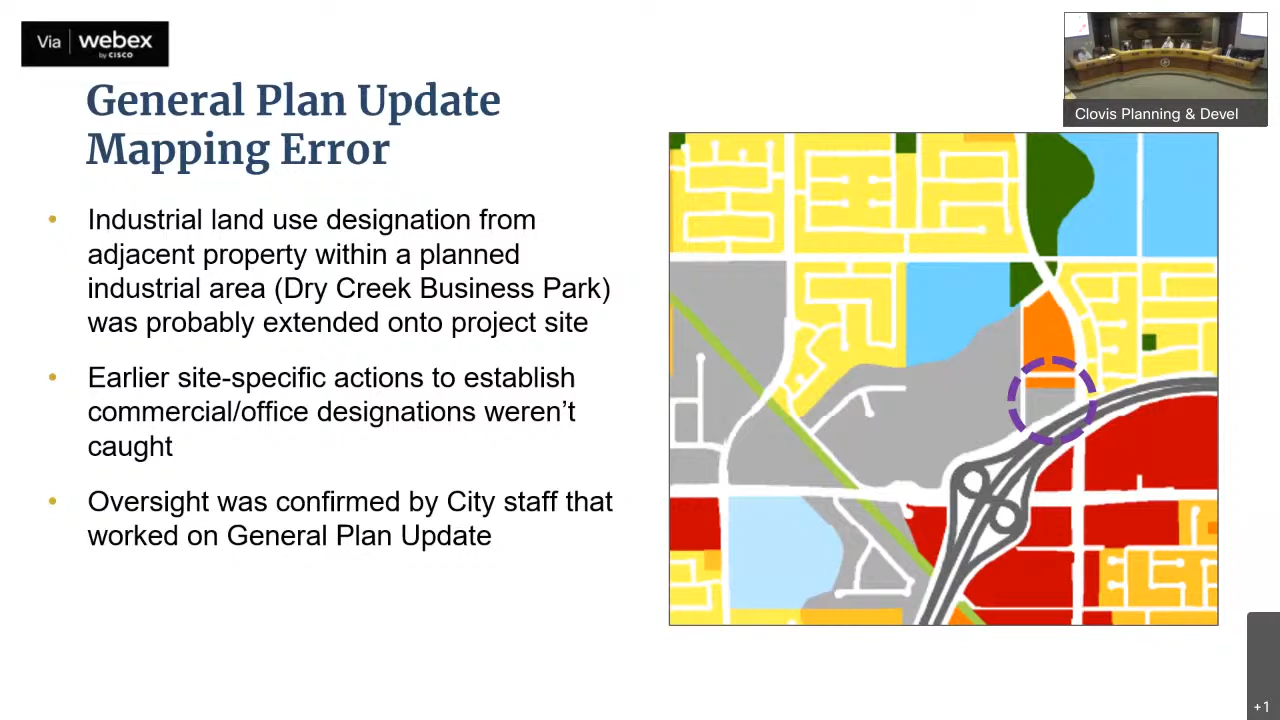 Via webex
by CISCO
Clovis Planning & Devel
General Plan Update
Mapping Error
• Industrial land use designation from
adjacent property within a planned
industrial area (Dry Creek Business Park)
was probably extended onto project site
• Earlier site-specific actions to establish
commercial/office designations weren’t
caught
• Oversight was confirmed by City staff that
worked on General Plan Update
+1